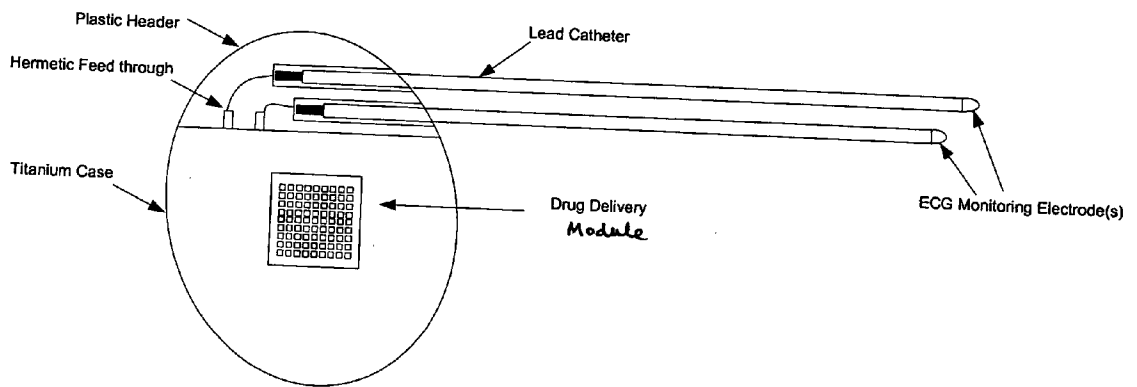 Plastic Header
Lead Catheter
Hermetic Feed through
Titanium Case
Drug Delivery
Module
ECG Monitoring Electrode(s)